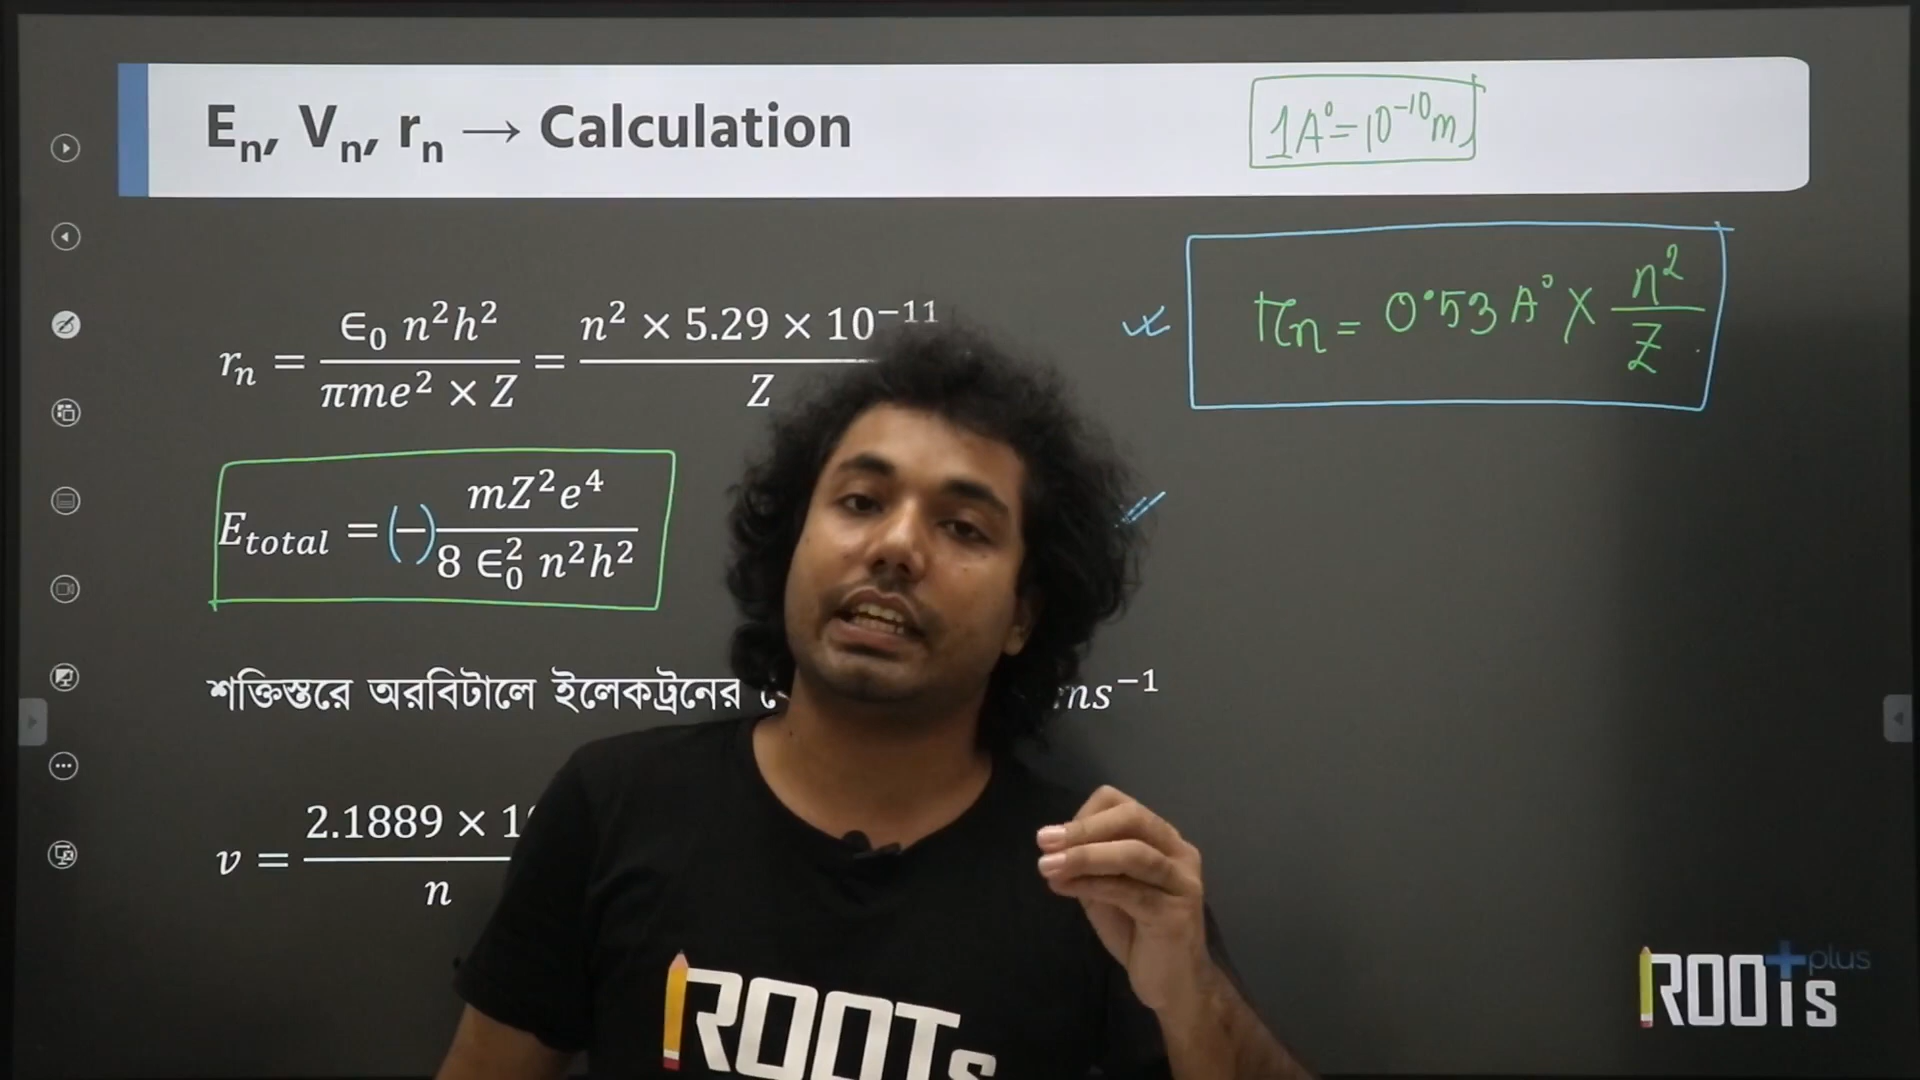 Eₙ, Vₙ, rₙ → Calculation
1A° = 10⁻¹⁰m
rₙ = ∈₀ n²h² / πme² × Z = n² × 5.29 × 10⁻¹¹ / Z
rₙ = 0.53 A° × n² / Z
E_total = (−) mZ²e⁴ / 8 ∈₀² n²h²
শক্তিস্তরে অরবিটালে ইলেকট্রনের ms⁻¹
v = 2.1889 × 1 / n
ROOTs
ROOTs plus